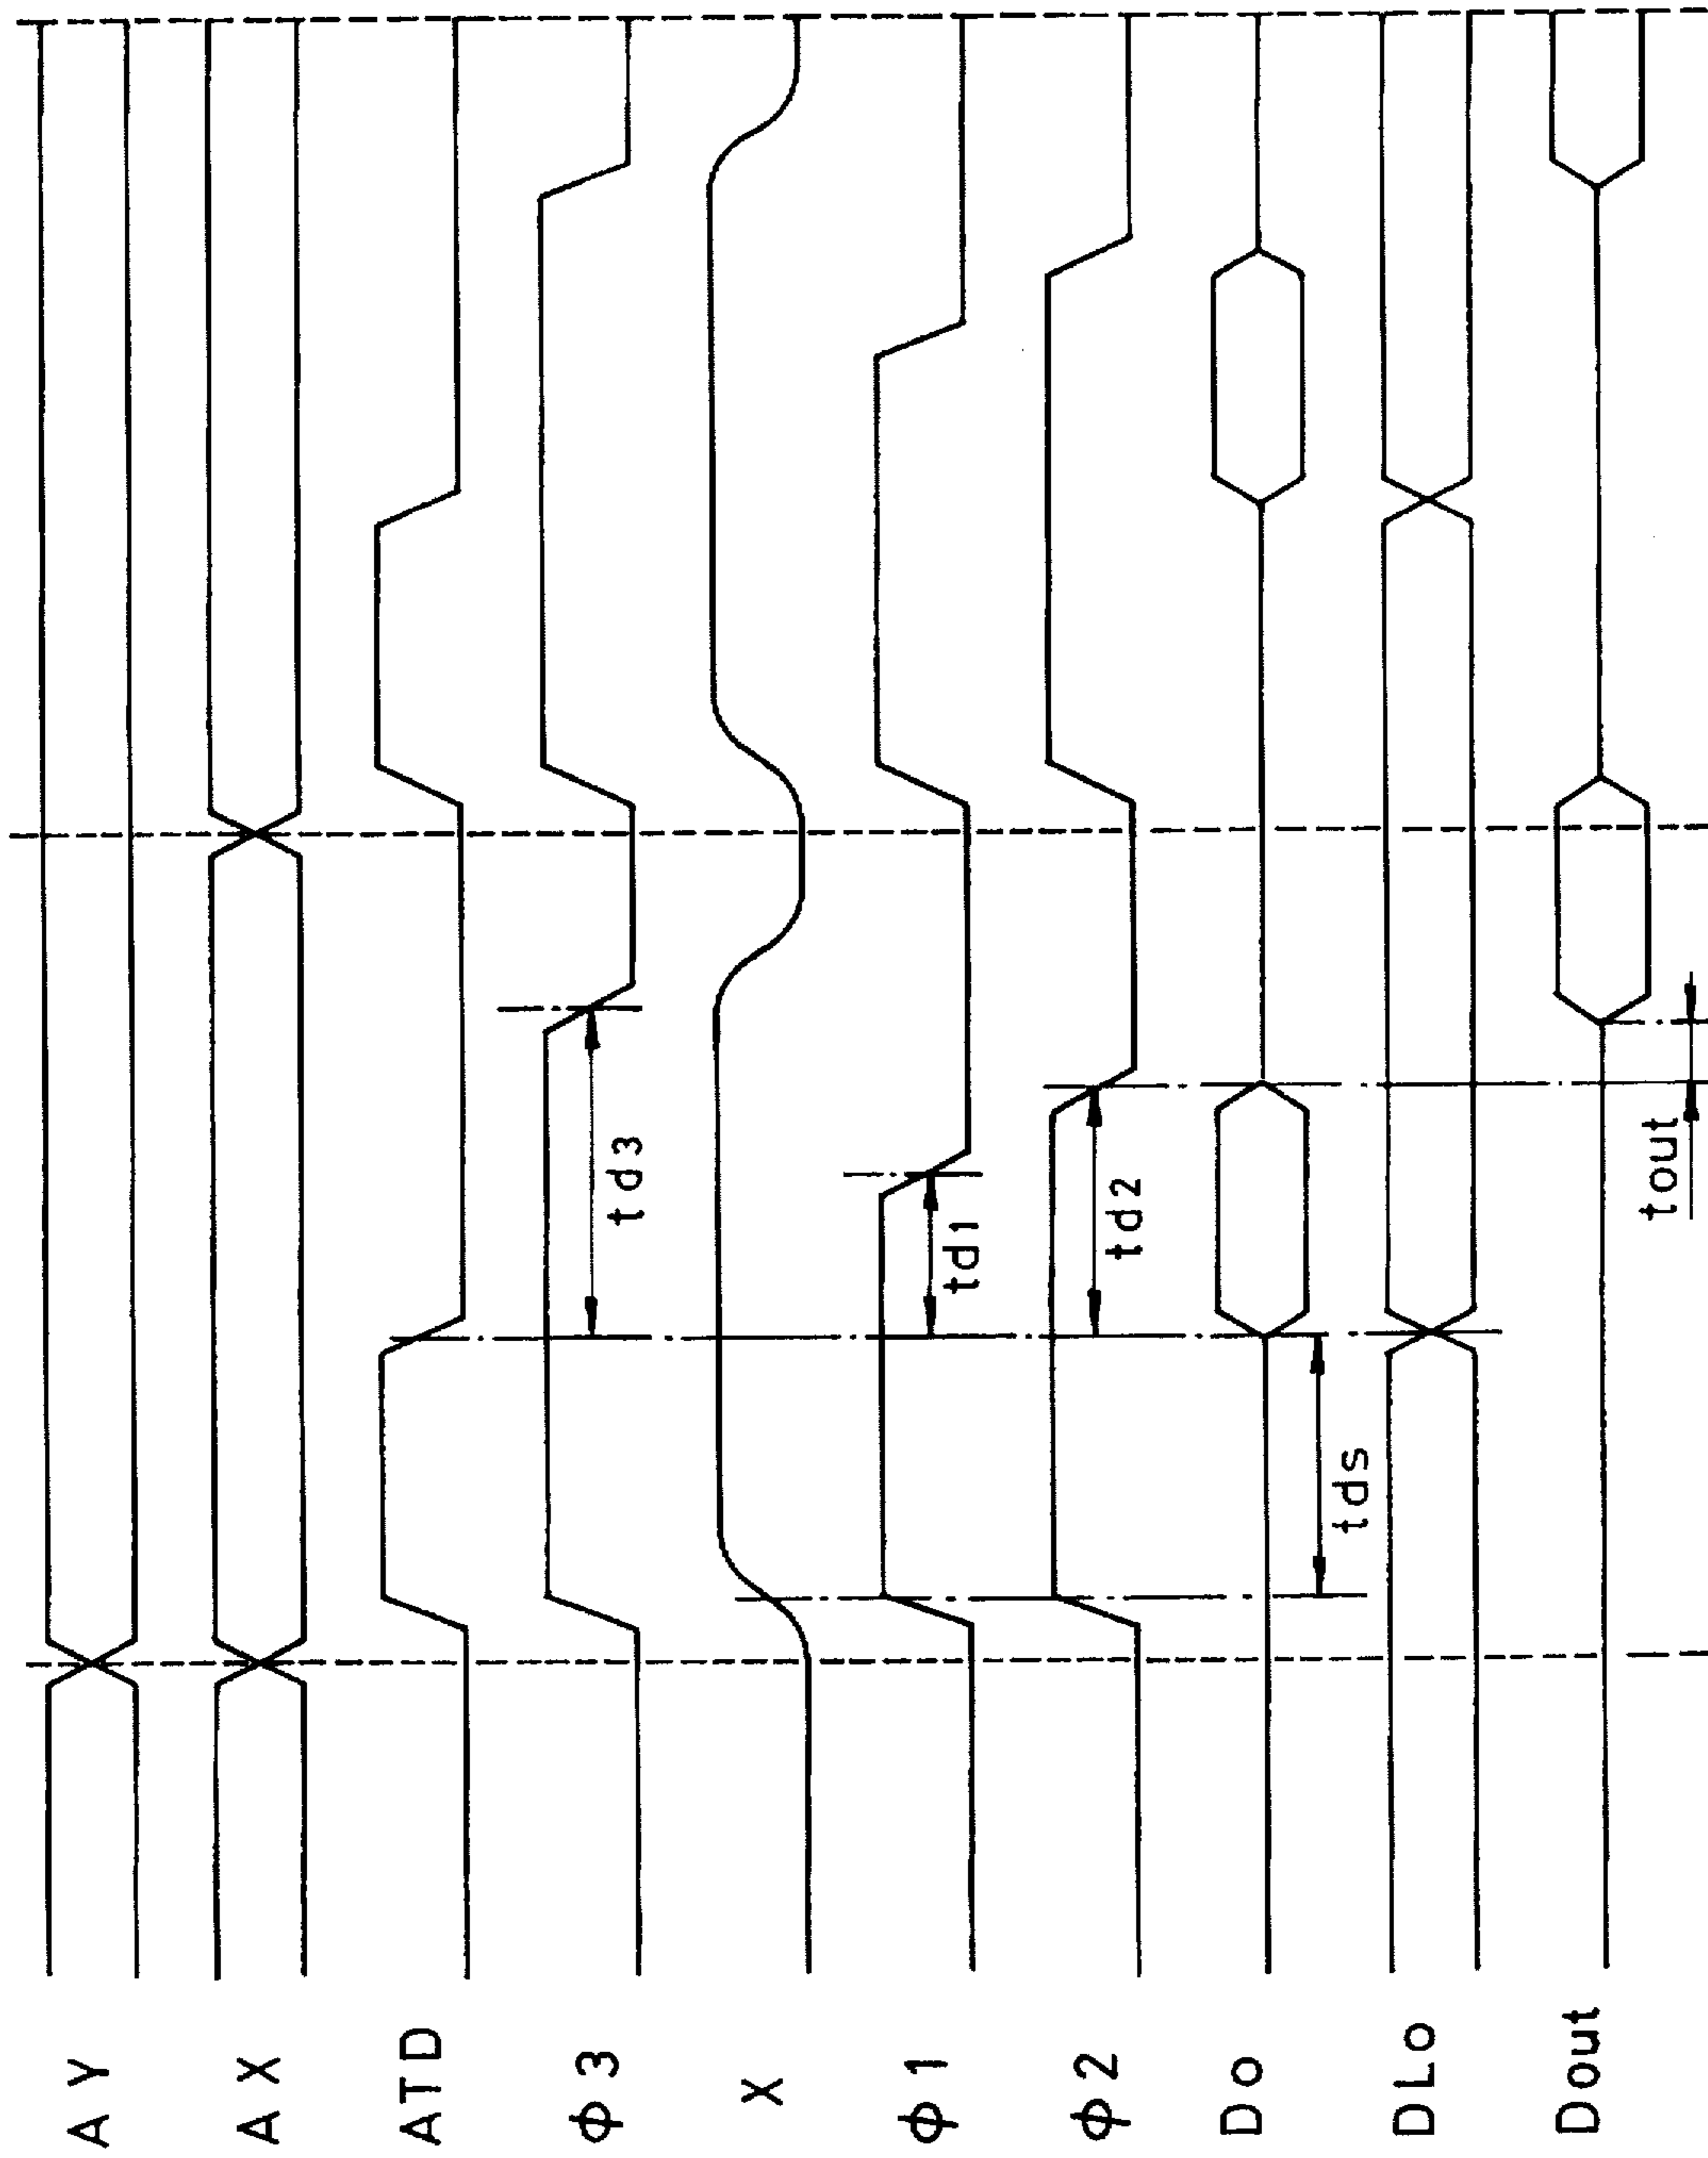 AY
AX
ATD
ϕ3
td3
X
ϕ1
td1
ϕ2
td2
Do
tds
DLo
Dout
tout